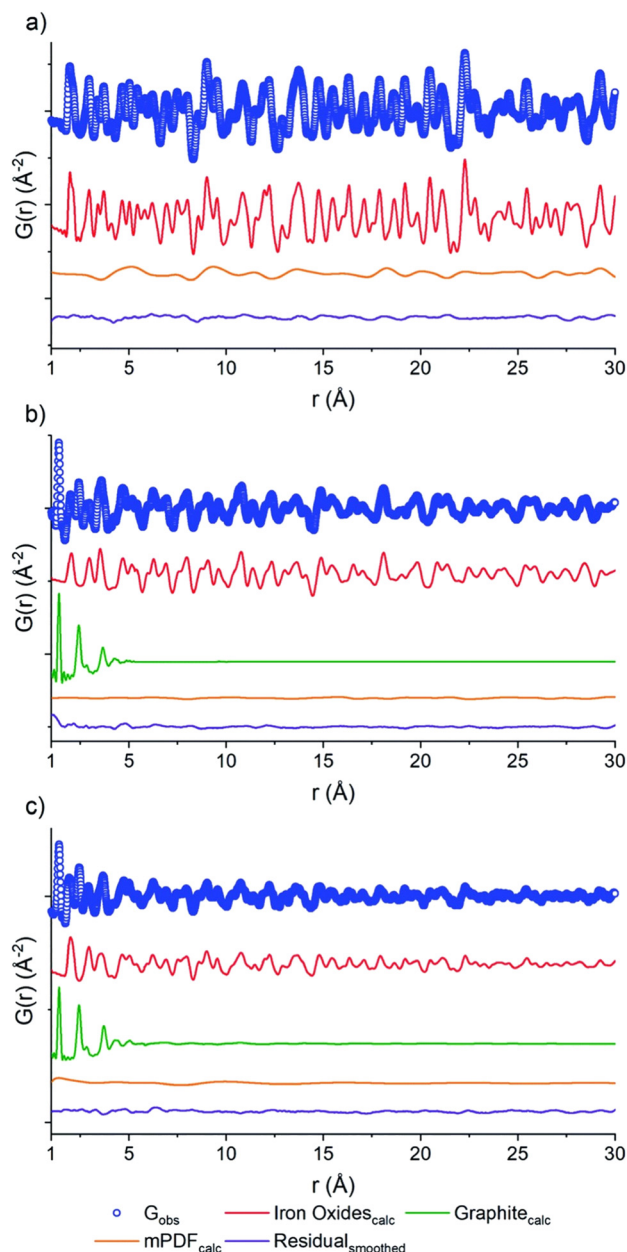 a)
G(r) (Å⁻²)
1 5 10 15 20 25 30
r (Å)
b)
G(r) (Å⁻²)
1 5 10 15 20 25 30
r (Å)
c)
G(r) (Å⁻²)
1 5 10 15 20 25 30
r (Å)
G_obs Iron Oxides_calc Graphite_calc
mPDF_calc Residual_smoothed